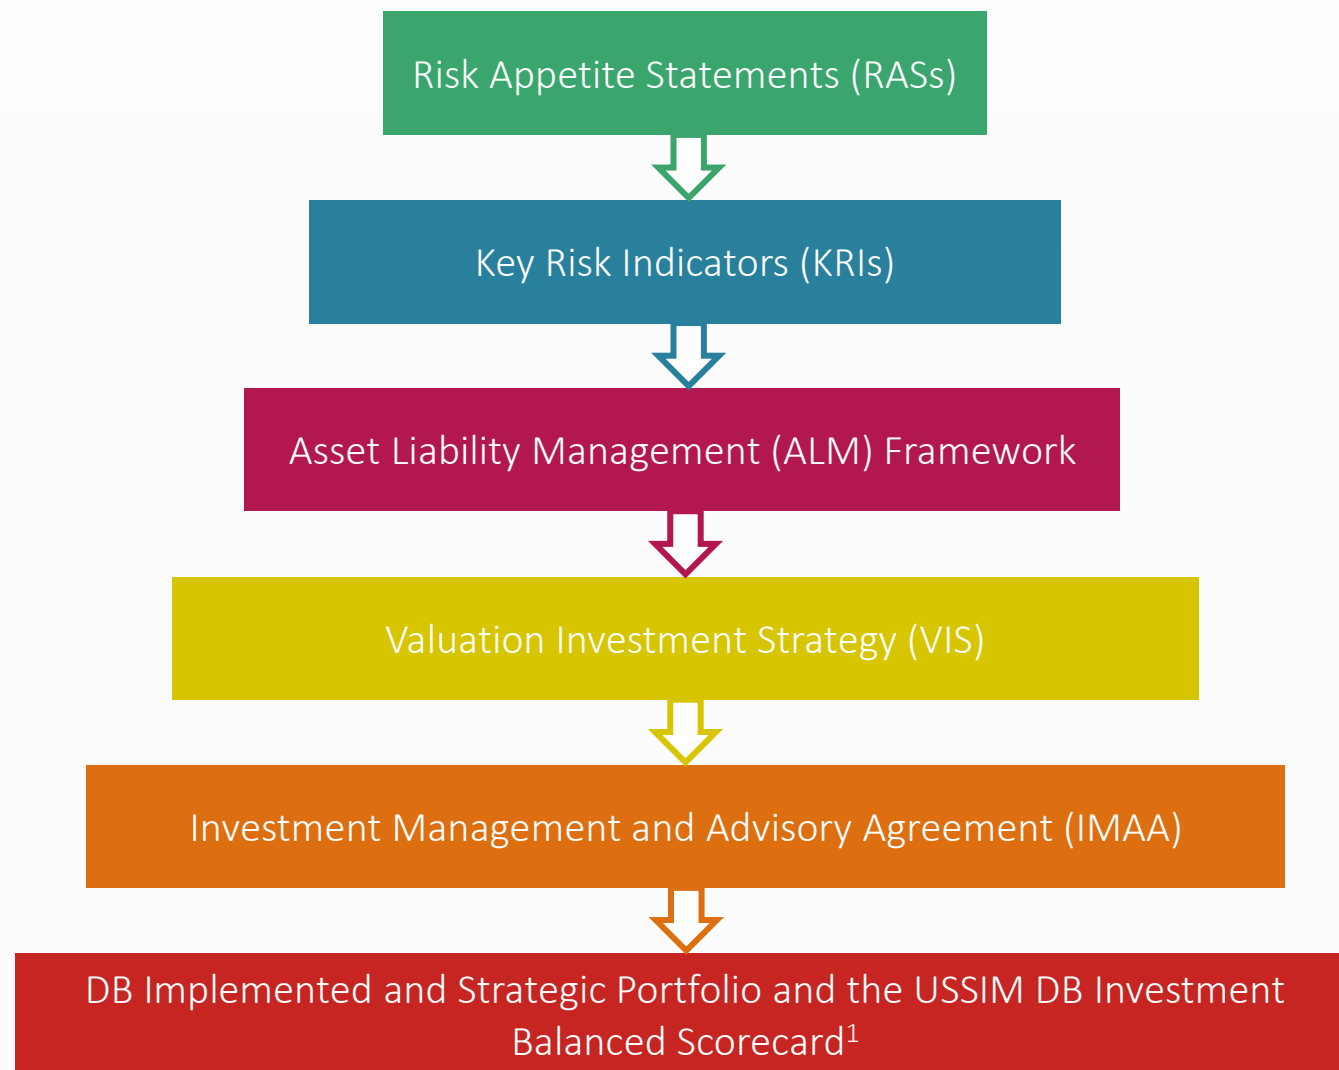 Risk Appetite Statements (RASs)
Key Risk Indicators (KRIs)
Asset Liability Management (ALM) Framework
Valuation Investment Strategy (VIS)
Investment Management and Advisory Agreement (IMAA)
DB Implemented and Strategic Portfolio and the USSIM DB Investment
Balanced Scorecard¹